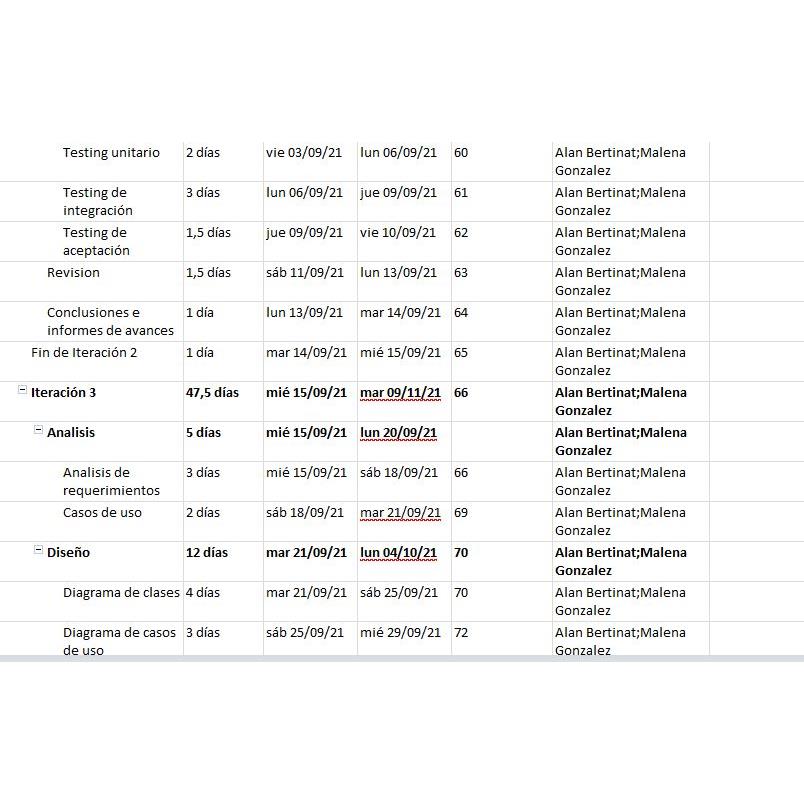 Testing unitario 2 días vie 03/09/21 lun 06/09/21 60 Alan Bertinat;Malena
Gonzalez
Testing de 3 días lun 06/09/21 jue 09/09/21 61 Alan Bertinat;Malena
integración Gonzalez
Testing de 1,5 días jue 09/09/21 vie 10/09/21 62 Alan Bertinat;Malena
aceptación Gonzalez
Revision 1,5 días sáb 11/09/21 lun 13/09/21 63 Alan Bertinat;Malena
Gonzalez
Conclusiones e 1 día lun 13/09/21 mar 14/09/21 64 Alan Bertinat;Malena
informes de avances Gonzalez
Fin de Iteración 2 1 día mar 14/09/21 mié 15/09/21 65 Alan Bertinat;Malena
Gonzalez
Iteración 3 47,5 días mié 15/09/21 mar 09/11/21 66 Alan Bertinat;Malena
Gonzalez
Analisis 5 días mié 15/09/21 lun 20/09/21 Alan Bertinat;Malena
Gonzalez
Analisis de 3 días mié 15/09/21 sáb 18/09/21 66 Alan Bertinat;Malena
requerimientos Gonzalez
Casos de uso 2 días sáb 18/09/21 mar 21/09/21 69 Alan Bertinat;Malena
Gonzalez
Diseño 12 días mar 21/09/21 lun 04/10/21 70 Alan Bertinat;Malena
Gonzalez
Diagrama de clases 4 días mar 21/09/21 sáb 25/09/21 70 Alan Bertinat;Malena
Gonzalez
Diagrama de casos 3 días sáb 25/09/21 mié 29/09/21 72 Alan Bertinat;Malena
de uso Gonzalez